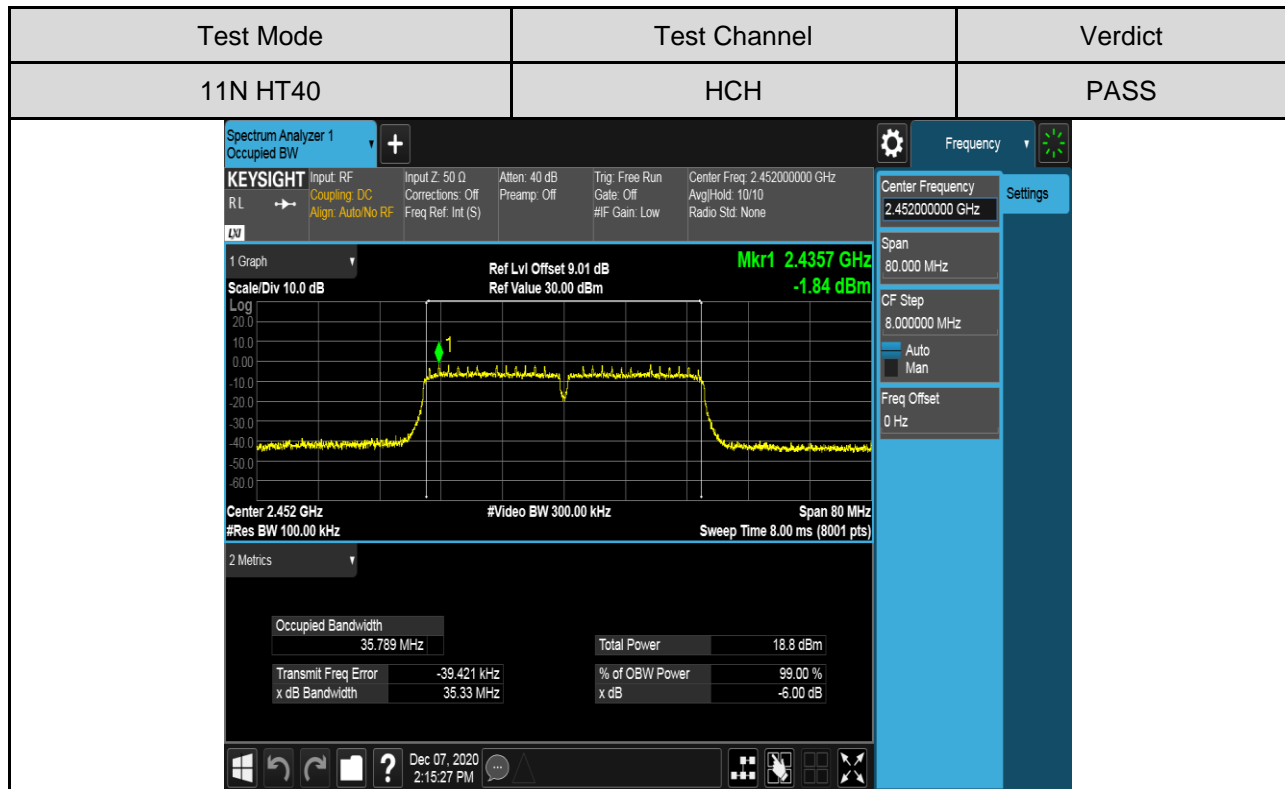 Test Mode Test Channel Verdict
11N HT40 HCH PASS
Spectrum Analyzer 1
Occupied BW
+
Frequency
KEYSIGHT Input: RF Input Z: 50 Ω Atten: 40 dB Trig: Free Run Center Freq: 2.452000000 GHz
RL Coupling: DC Corrections: Off Preamp: Off Gate: Off Avg|Hold: 10/10
Align: Auto/No RF Freq Ref: Int (S) #IF Gain: Low Radio Std: None
LXI
Center Frequency
2.452000000 GHz
Settings
Span
80.000 MHz
CF Step
8.000000 MHz
Auto
Man
Freq Offset
0 Hz
1 Graph
Ref Lvl Offset 9.01 dB
Mkr1 2.4357 GHz
Scale/Div 10.0 dB
Ref Value 30.00 dBm
-1.84 dBm
Log
20.0
10.0
0.00
-10.0
-20.0
-30.0
-40.0
-50.0
-60.0
1
Center 2.452 GHz #Video BW 300.00 kHz Span 80 MHz
#Res BW 100.00 kHz Sweep Time 8.00 ms (8001 pts)
2 Metrics
Occupied Bandwidth
35.789 MHz Total Power 18.8 dBm
Transmit Freq Error -39.421 kHz % of OBW Power 99.00 %
x dB Bandwidth 35.33 MHz x dB -6.00 dB
?
Dec 07, 2020
2:15:27 PM